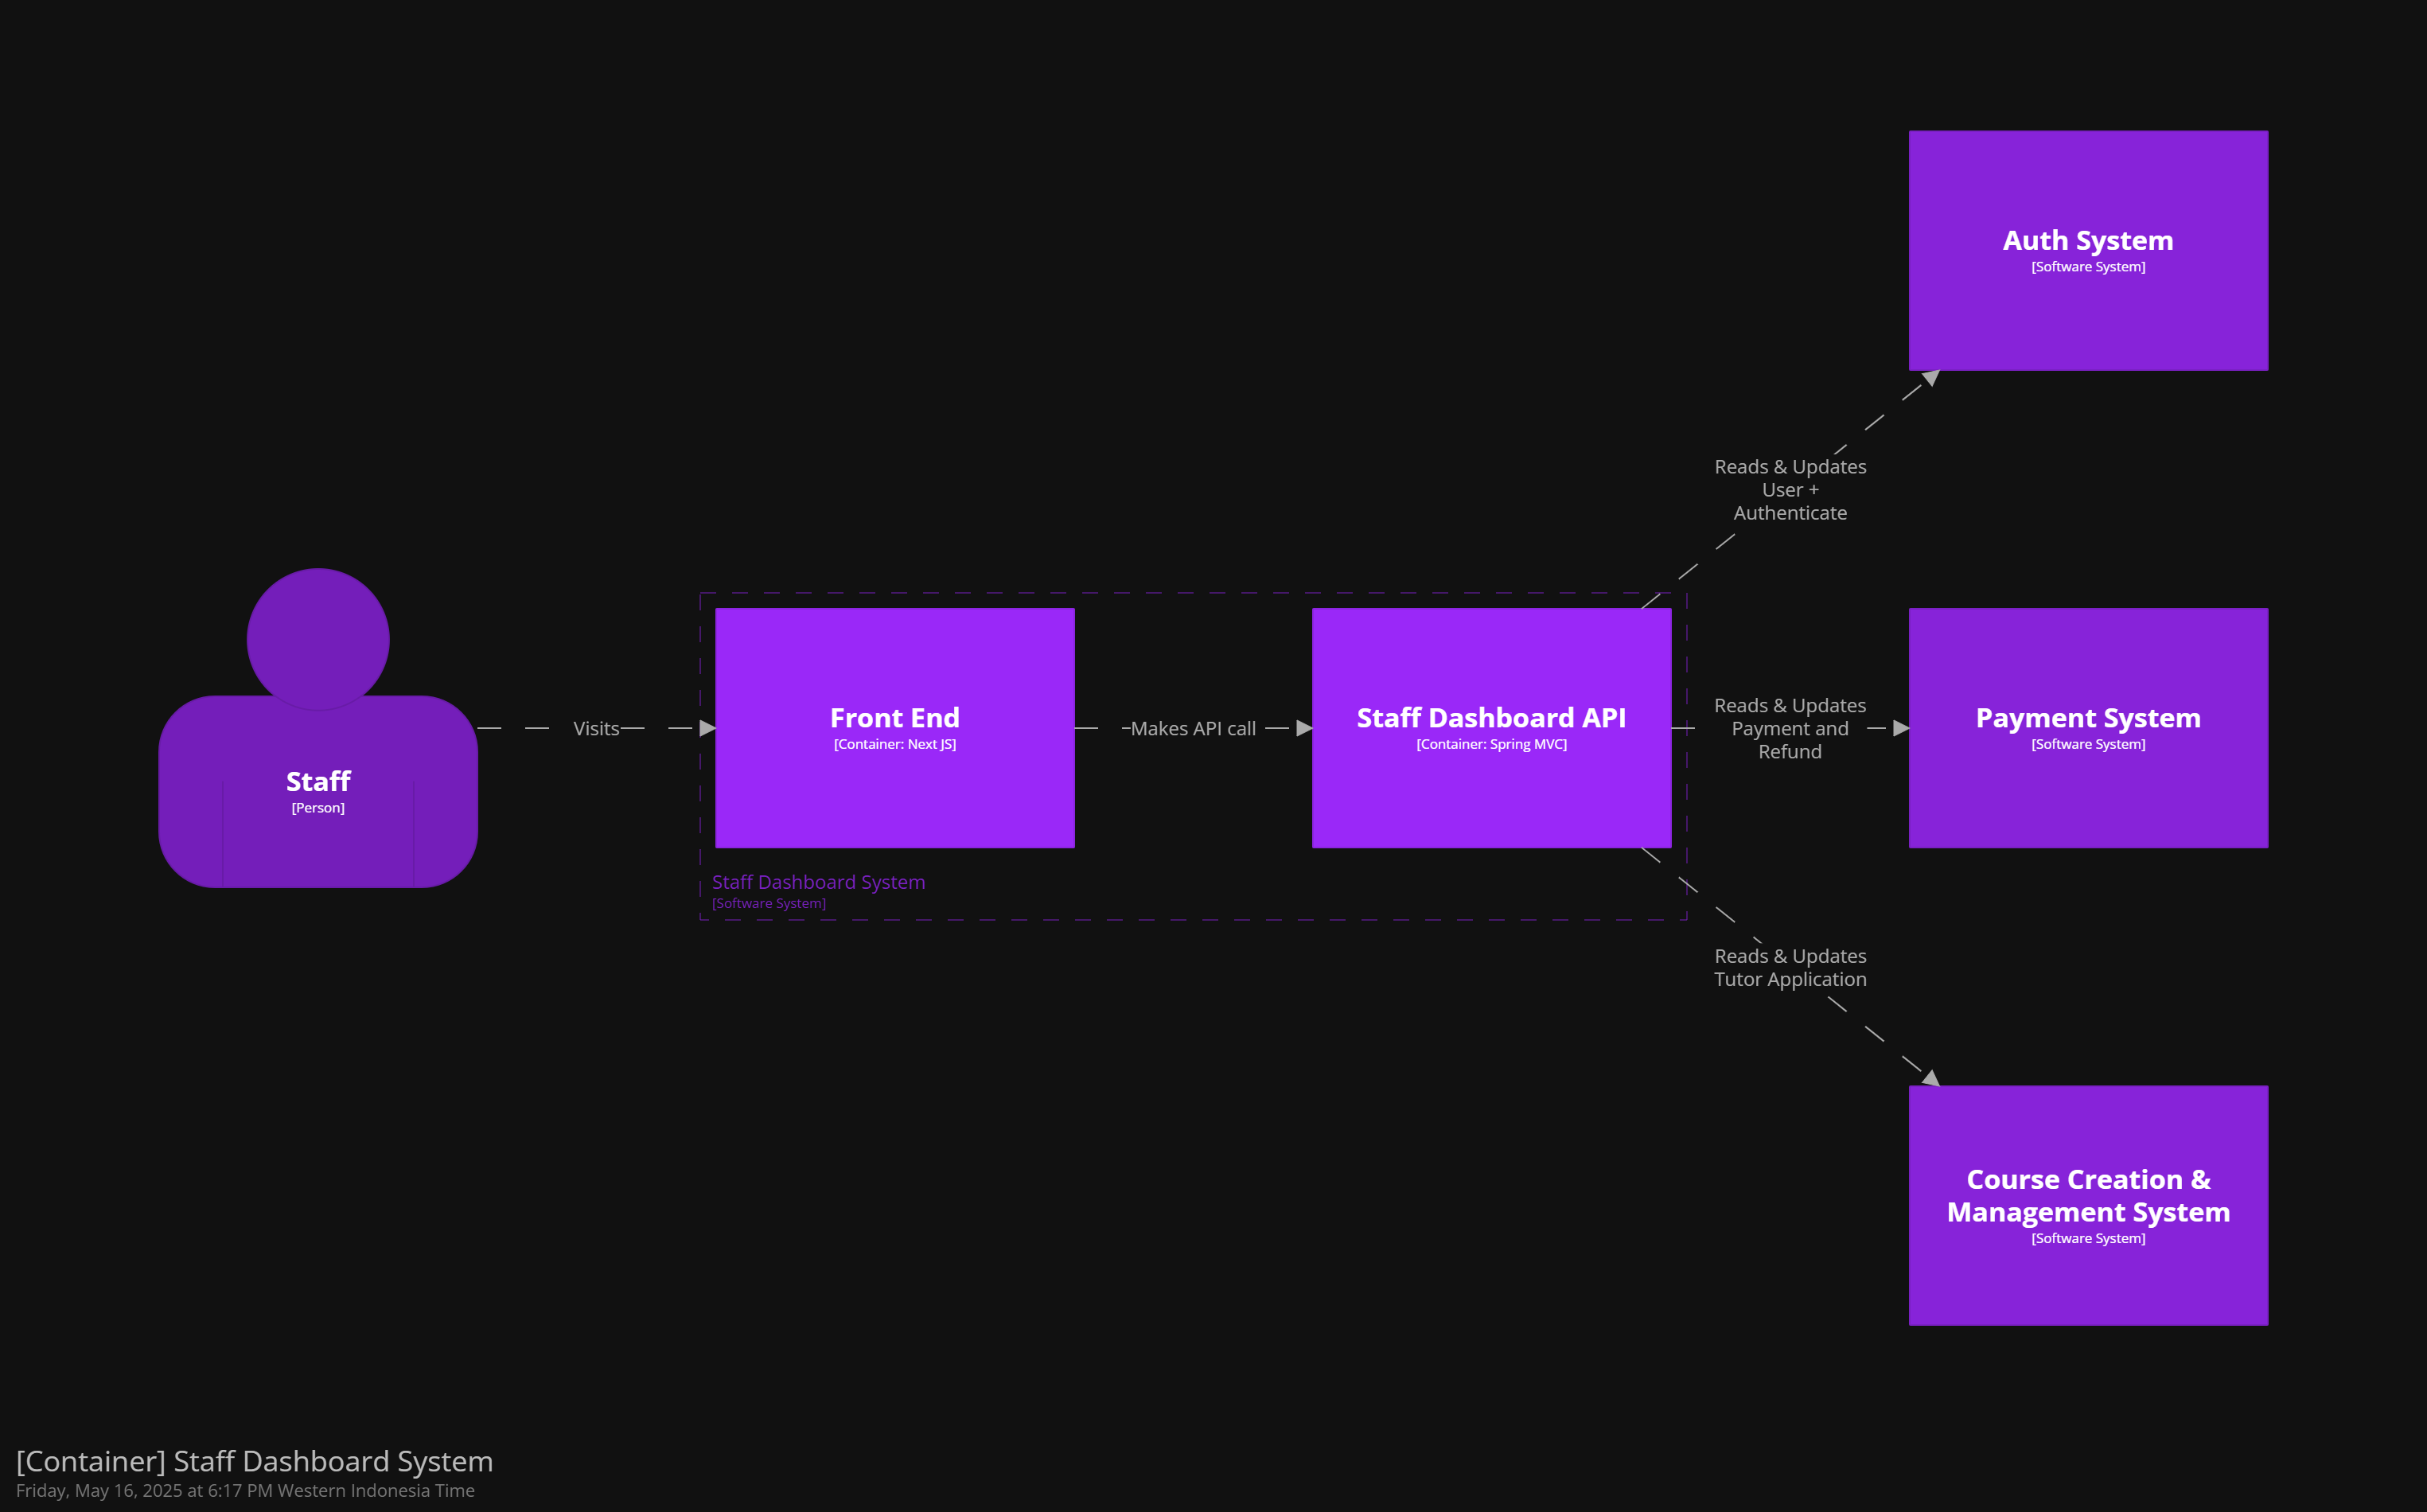 Auth System
[Software System]
Reads & Updates
User +
Authenticate
Staff
[Person]
Visits
Front End
[Container: Next JS]
Makes API call
Staff Dashboard API
[Container: Spring MVC]
Reads & Updates
Payment and
Refund
Payment System
[Software System]
Staff Dashboard System
[Software System]
Reads & Updates
Tutor Application
Course Creation &
Management System
[Software System]
[Container] Staff Dashboard System
Friday, May 16, 2025 at 6:17 PM Western Indonesia Time